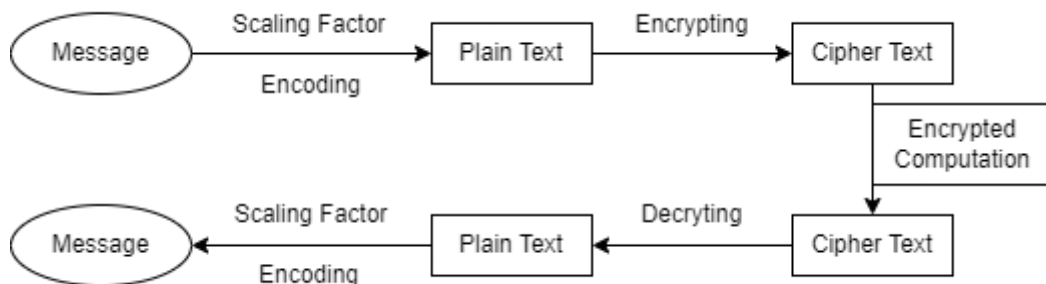 Scaling Factor
Encrypting
Message
Plain Text
Cipher Text
Encoding
Encrypted
Computation
Scaling Factor
Decryting
Message
Plain Text
Cipher Text
Encoding